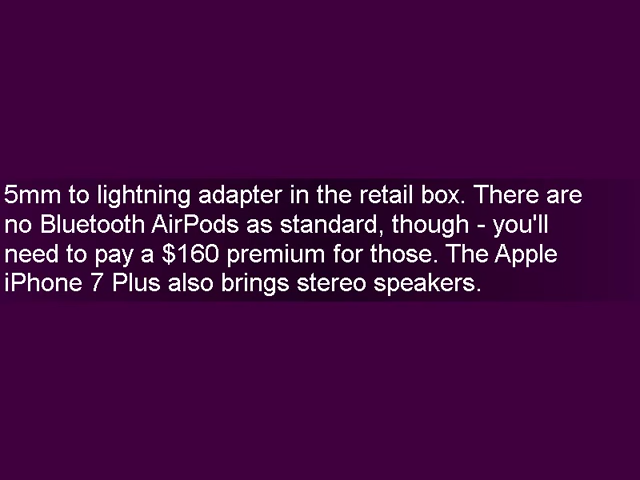 5mm to lightning adapter in the retail box. There are
no Bluetooth AirPods as standard, though - you'll
need to pay a $160 premium for those. The Apple
iPhone 7 Plus also brings stereo speakers.